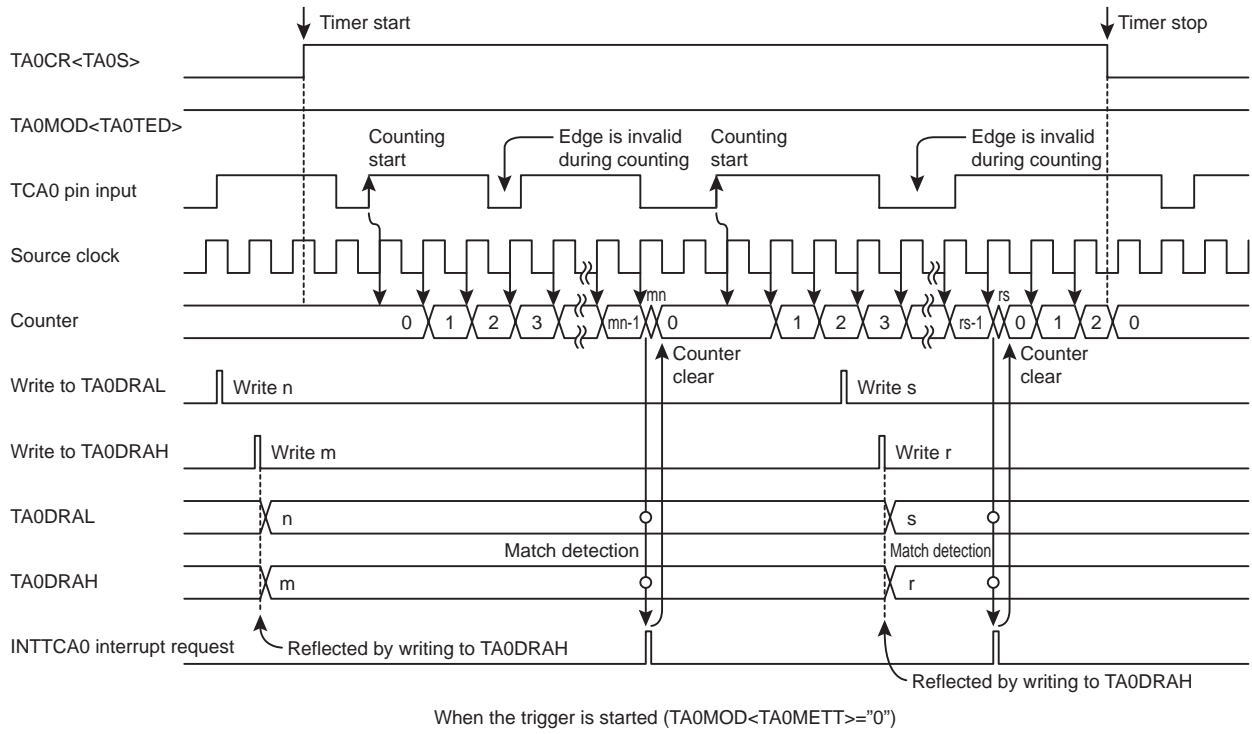 Timer start
Timer stop
TA0CR<TA0S>
TA0MOD<TA0TED>
Counting
start
Edge is invalid
during counting
Counting
start
Edge is invalid
during counting
TCA0 pin input
Source clock
mn
rs
Counter
0 1 2 3 mn-1 0 1 2 3 rs-1 0 1 2 0
Counter
clear
Counter
clear
Write to TA0DRAL
Write n
Write s
Write to TA0DRAH
Write m
Write r
TA0DRAL
n
s
Match detection
Match detection
TA0DRAH
m
r
INTTCA0 interrupt request
Reflected by writing to TA0DRAH
Reflected by writing to TA0DRAH
When the trigger is started (TA0MOD<TA0METT>="0")